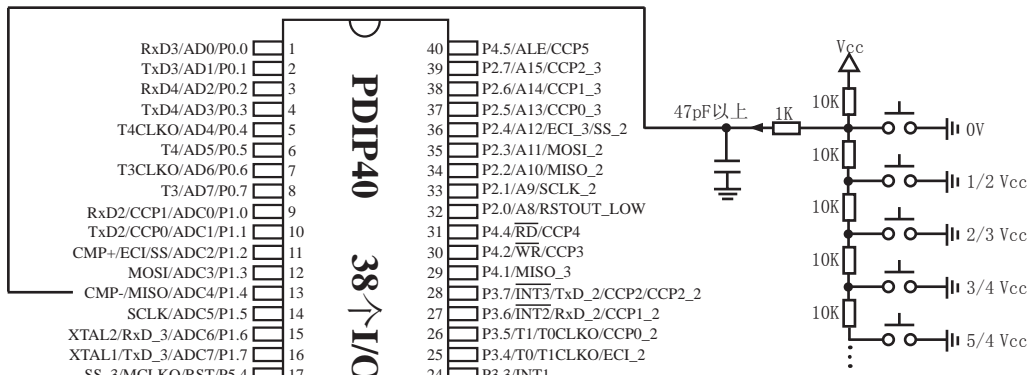 RxD3/AD0/P0.0 1
TxD3/AD1/P0.1 2
RxD4/AD2/P0.2 3
TxD4/AD3/P0.3 4
T4CLKO/AD4/P0.4 5
T4/AD5/P0.5 6
T3CLKO/AD6/P0.6 7
T3/AD7/P0.7 8
RxD2/CCP1/ADC0/P1.0 9
TxD2/CCP0/ADC1/P1.1 10
CMP+/ECI/SS/ADC2/P1.2 11
MOSI/ADC3/P1.3 12
CMP-/MISO/ADC4/P1.4 13
SCLK/ADC5/P1.5 14
XTAL2/RxD_3/ADC6/P1.6 15
XTAL1/TxD_3/ADC7/P1.7 16
SS_3/MCLKO/RST/P5.4 17
PDIP40
38个I/O
40 P4.5/ALE/CCP5
39 P2.7/A15/CCP2_3
38 P2.6/A14/CCP1_3
37 P2.5/A13/CCP0_3
36 P2.4/A12/ECI_3/SS_2
35 P2.3/A11/MOSI_2
34 P2.2/A10/MISO_2
33 P2.1/A9/SCLK_2
32 P2.0/A8/RSTOUT_LOW
31 P4.4/RD/CCP4
30 P4.2/WR/CCP3
29 P4.1/MISO_3
28 P3.7/INT3/TxD_2/CCP2/CCP2_2
27 P3.6/INT2/RxD_2/CCP1_2
26 P3.5/T1/T0CLKO/CCP0_2
25 P3.4/T0/T1CLKO/ECI_2
24 P3.3/INT1
47pF以上
1K
Vcc
10K
0V
10K
1/2 Vcc
10K
2/3 Vcc
10K
3/4 Vcc
10K
5/4 Vcc